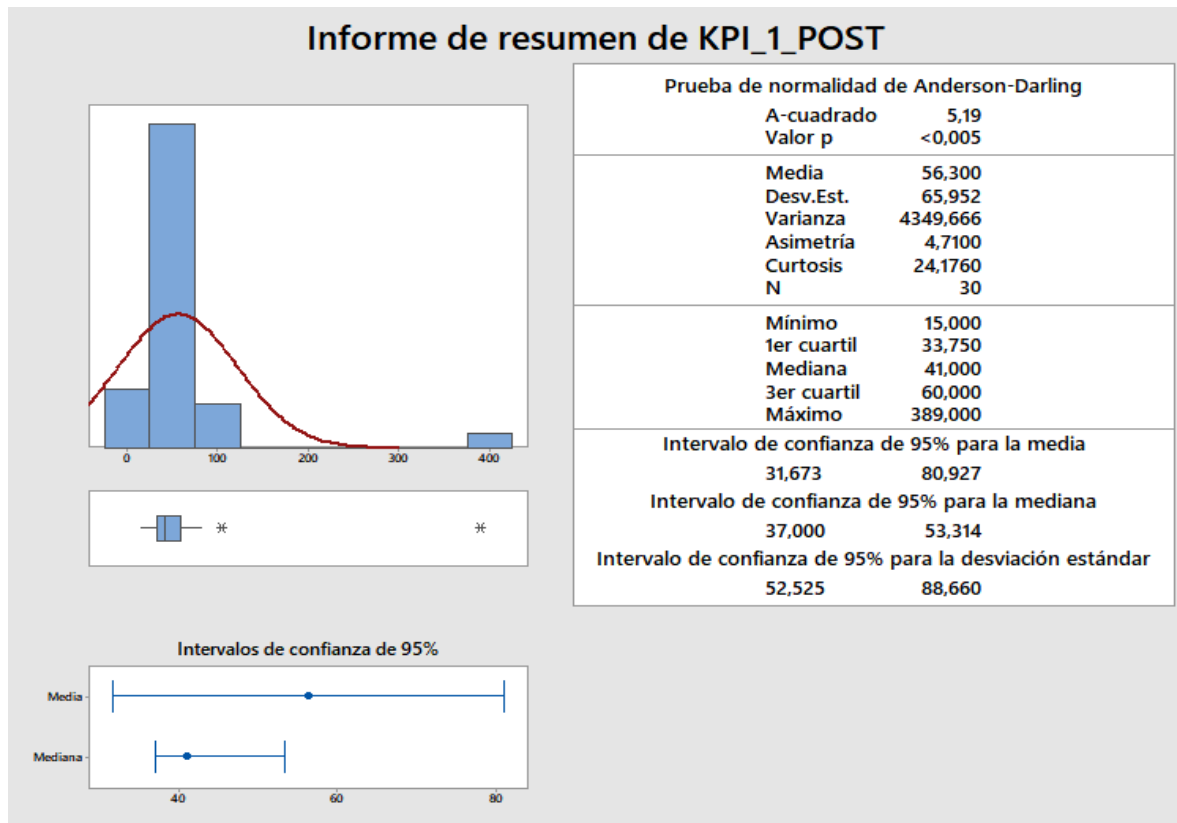 Informe de resumen de KPI_1_POST
0 100 200 300 400
Intervalos de confianza de 95%
Media
Mediana
40 60 80
Prueba de normalidad de Anderson-Darling
A-cuadrado 5,19
Valor p <0,005
Media 56,300
Desv.Est. 65,952
Varianza 4349,666
Asimetría 4,7100
Curtosis 24,1760
N 30
Mínimo 15,000
1er cuartil 33,750
Mediana 41,000
3er cuartil 60,000
Máximo 389,000
Intervalo de confianza de 95% para la media
31,673 80,927
Intervalo de confianza de 95% para la mediana
37,000 53,314
Intervalo de confianza de 95% para la desviación estándar
52,525 88,660